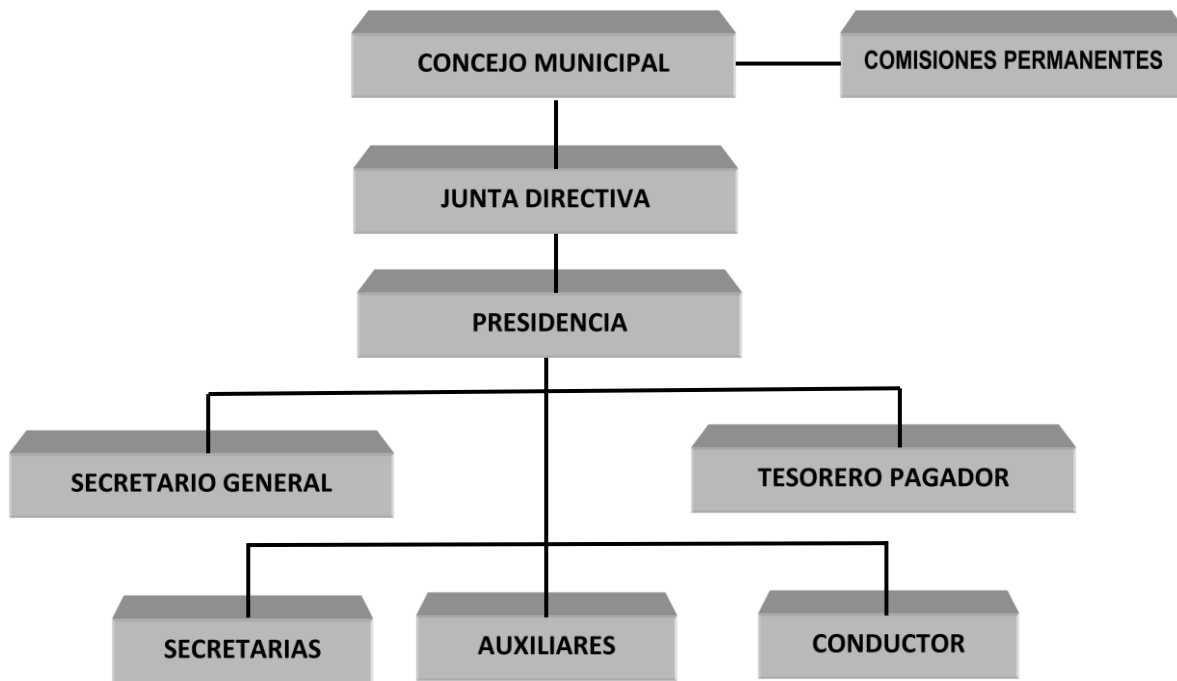 CONCEJO MUNICIPAL
COMISIONES PERMANENTES
JUNTA DIRECTIVA
PRESIDENCIA
SECRETARIO GENERAL
TESORERO PAGADOR
SECRETARIAS
AUXILIARES
CONDUCTOR